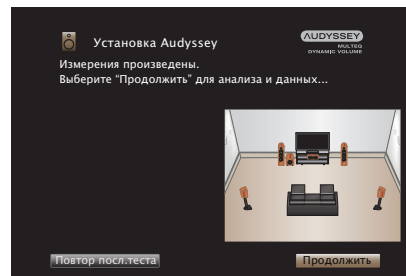 Установка Audyssey
AUDYSSEY
MULTEQ
DYNAMIC VOLUME
Измерения произведены.
Выберите “Продолжить” для анализа и данных...
Повтор посл.теста
Продолжить